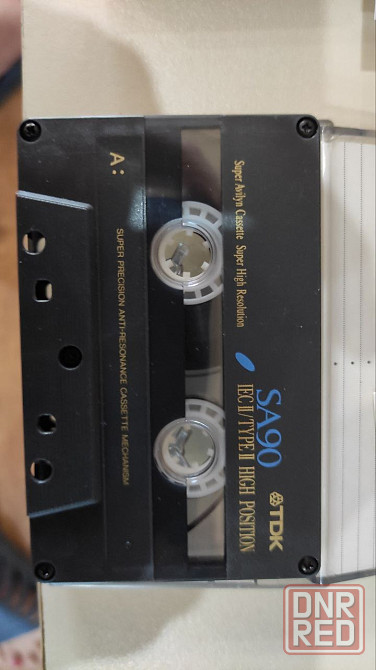 A:
SUPER PRECISION ANTI-RESONANCE CASSETTE MECHANISM
Super Avilyn Cassette Super High Resolution
SA90
IEC II/TYPE II HIGH POSITION
TDK
DNR
RED